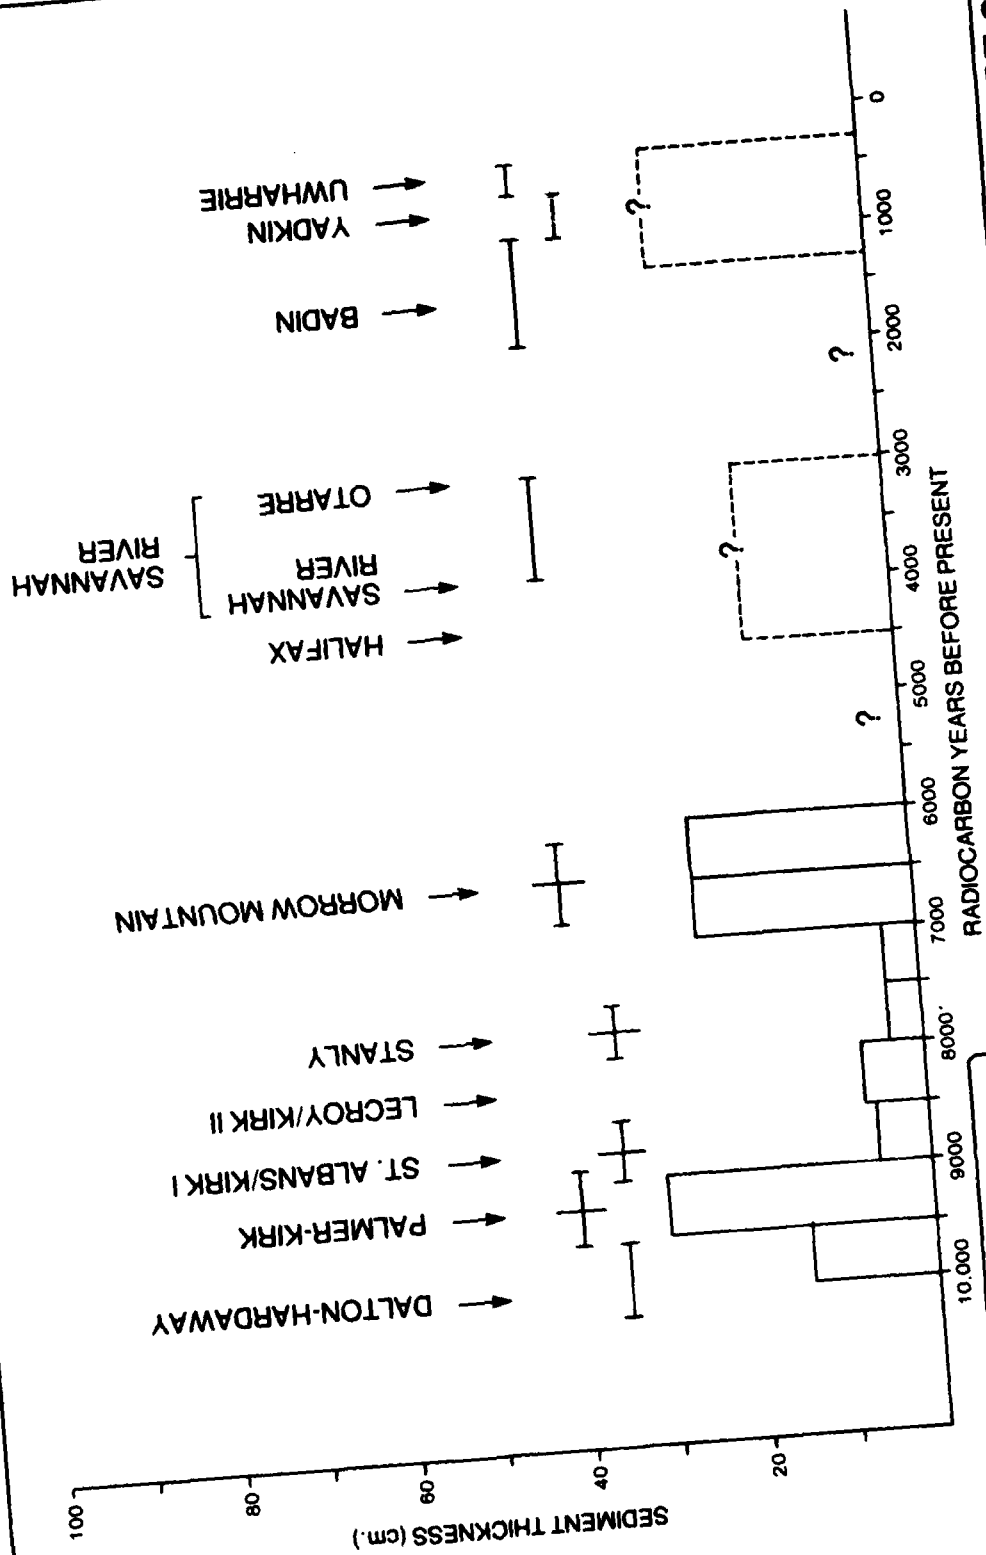 UWHARRIE
YADKIN
BADIN
SAVANNAH
RIVER
OTARRE
SAVANNAH
RIVER
HALIFAX
MORROW MOUNTAIN
STANLY
LECROY/KIRK II
ST. ALBANS/KIRK I
PALMER-KIRK
DALTON-HARDAWAY
? ? ? ?
0
1000
2000
3000
4000
5000
6000
7000
8000
9000
10.000
RADIOCARBON YEARS BEFORE PRESENT
100
60
40
20
SEDIMENT THICKNESS (cm.)